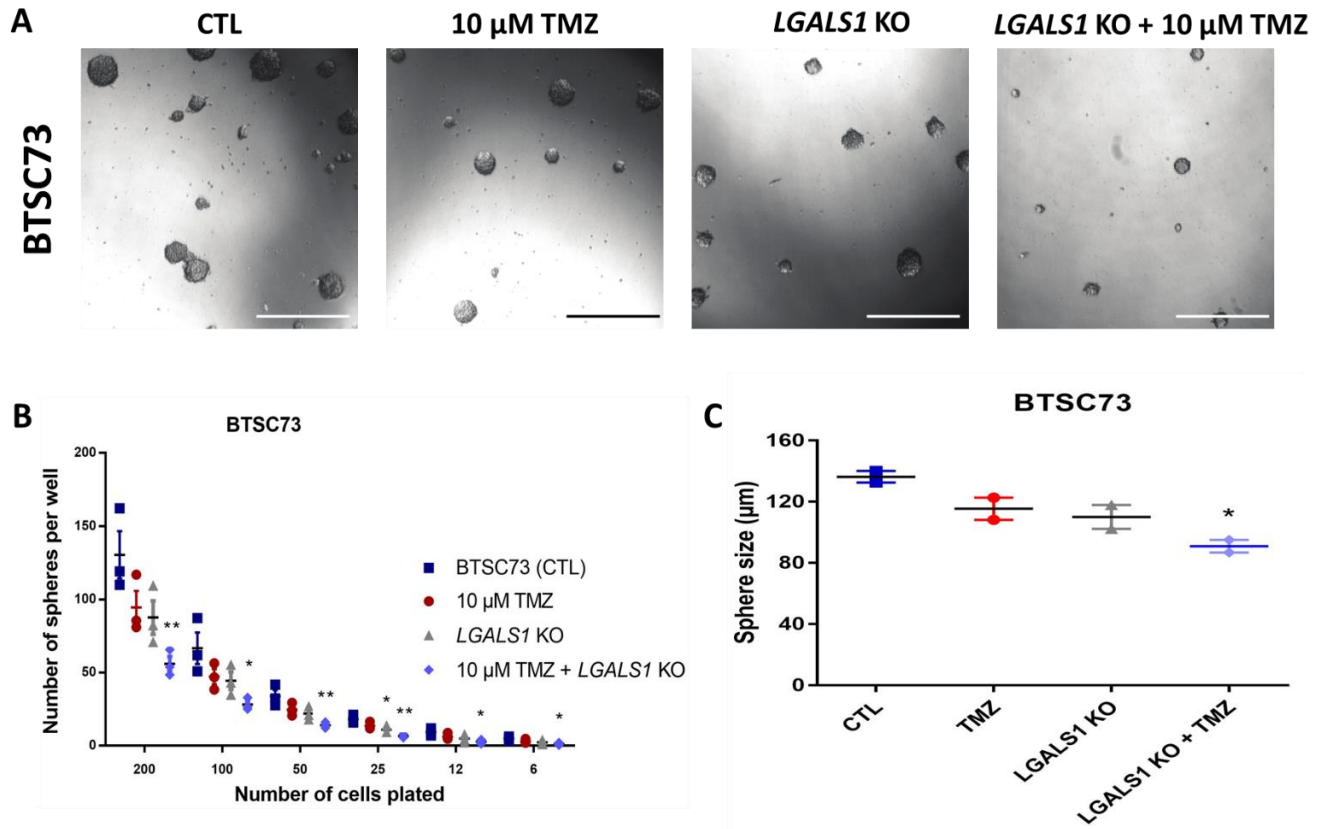 A
CTL
10 µM TMZ
LGALS1 KO
LGALS1 KO + 10 µM TMZ
BTSC73
B
BTSC73
Number of spheres per well
200
150
100
50
0
**
*
**
*
**
*
*
BTSC73 (CTL)
10 µM TMZ
LGALS1 KO
10 µM TMZ + LGALS1 KO
200
100
50
25
12
6
Number of cells plated
C
BTSC73
Sphere size (µm)
160
120
80
40
0
*
CTL
TMZ
LGALS1 KO
LGALS1 KO + TMZ